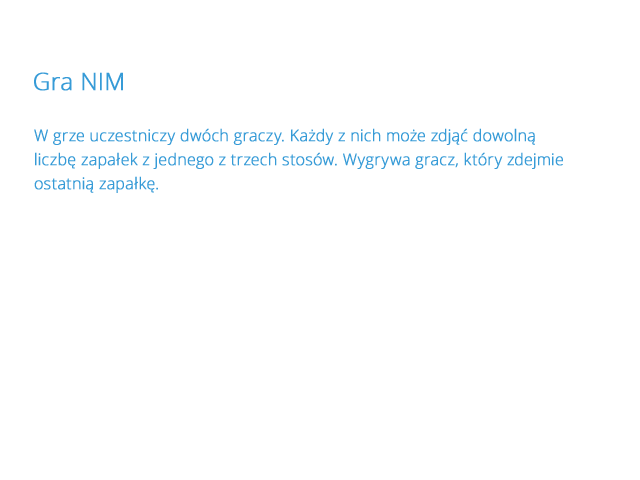 Gra NIM
W grze uczestniczy dwóch graczy. Każdy z nich może zdjąć dowolną
liczbę zapałek z jednego z trzech stosów. Wygrywa gracz, który zdejmie
ostatnią zapałkę.